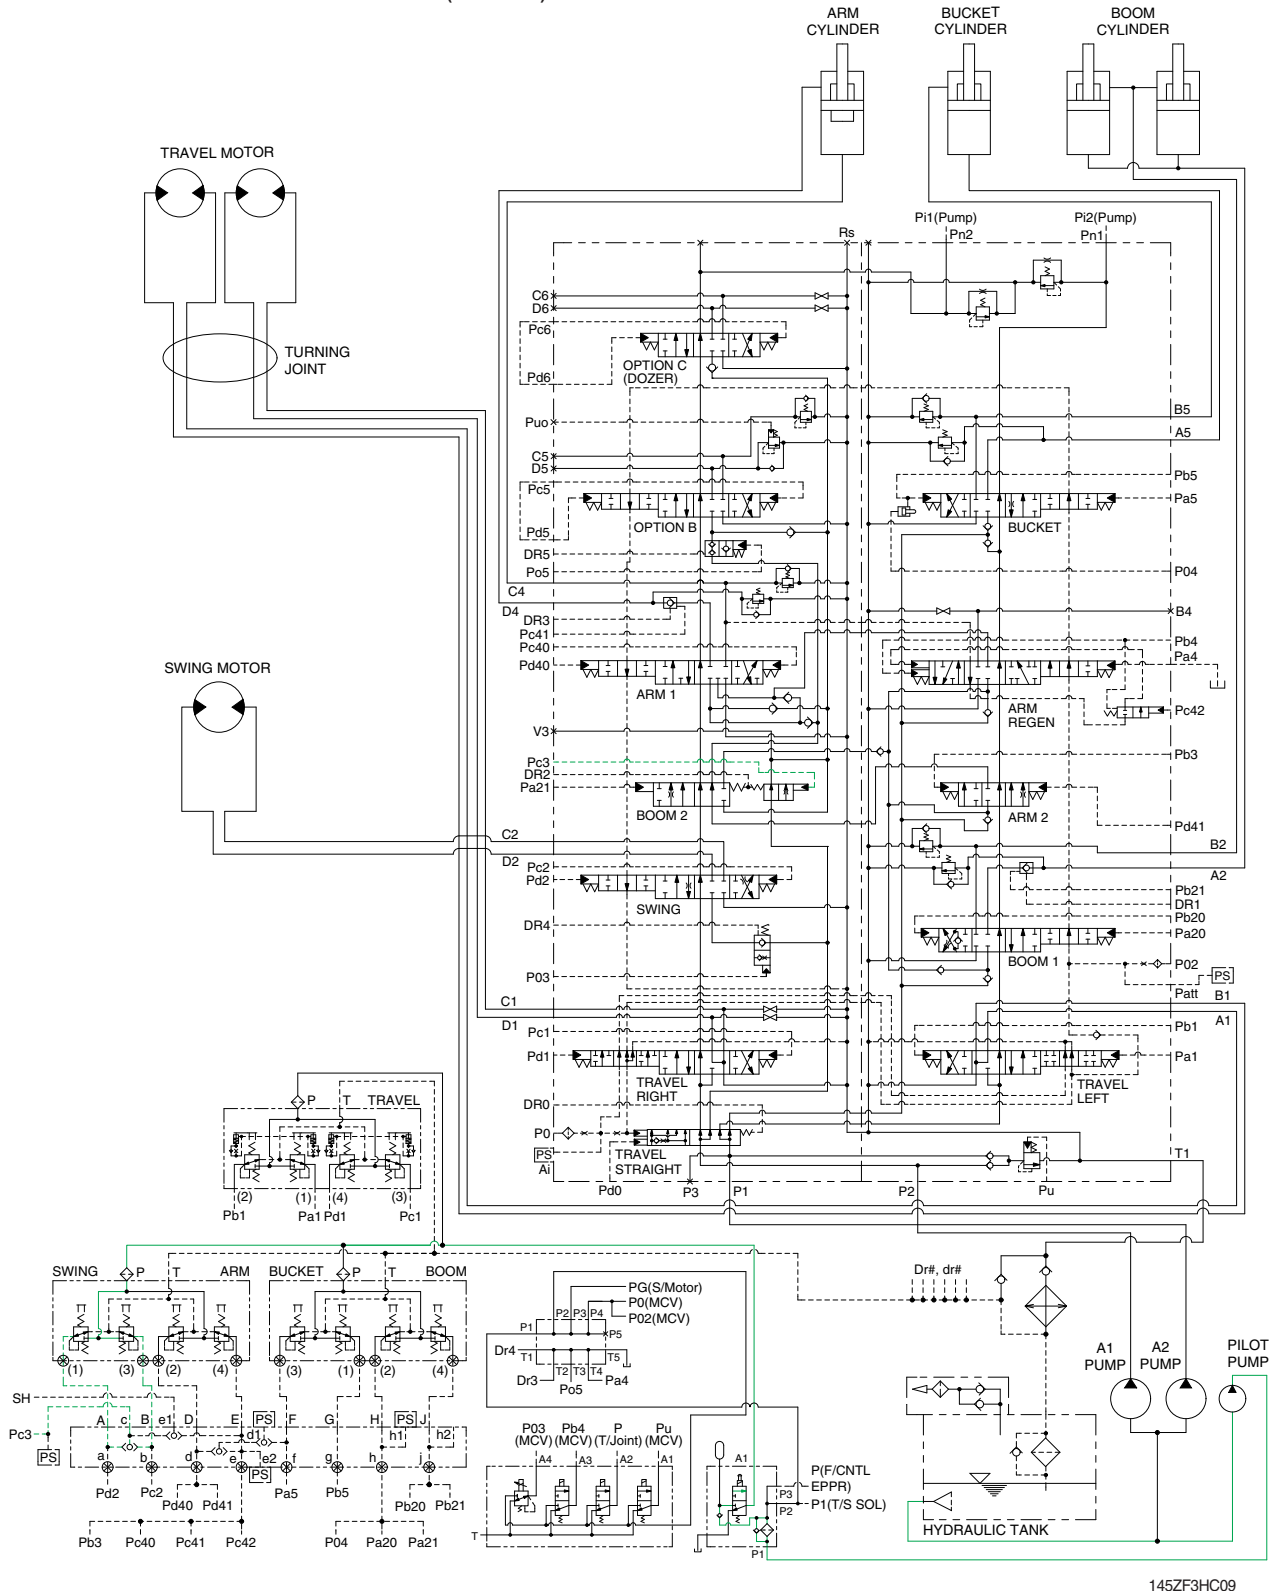 ARM
CYLINDER
BUCKET
CYLINDER
BOOM
CYLINDER
TRAVEL MOTOR
TURNING
JOINT
SWING MOTOR
Pi1(Pump)
Pn2
Pi2(Pump)
Pn1
Rs
C6
D6
Pc6
Pd6
OPTION C
(DOZER)
Puo
C5
D5
Pc5
Pd5
OPTION B
DR5
Po5
C4
D4
DR3
Pc41
Pc40
Pd40
ARM 1
V3
Pc3
DR2
Pa21
BOOM 2
C2
D2
Pc2
Pd2
SWING
DR4
P03
C1
D1
Pc1
Pd1
TRAVEL
RIGHT
DR0
P0
PS
Ai
TRAVEL
STRAIGHT
Pd0
P3
P1
P2
Pu
B5
A5
Pb5
Pa5
BUCKET
P04
B4
Pb4
Pa4
ARM
REGEN
Pc42
Pb3
ARM 2
Pd41
B2
A2
Pb21
DR1
Pb20
Pa20
BOOM 1
P02
PS
Patt
B1
A1
Pb1
Pa1
TRAVEL
LEFT
T1
P
T
TRAVEL
(2)
(1)
(4)
(3)
Pb1
Pa1
Pd1
Pc1
SWING
P
T
ARM
BUCKET
P
T
BOOM
(1)
(3)
(2)
(4)
(3)
(1)
(2)
(4)
SH
Pc3
PS
A
c
B
e1
D
E
PS
F
d1
G
H
PS
J
h1
h2
a
b
d
e
e2
PS
f
g
h
j
Pd2
Pc2
Pd40
Pd41
Pa5
Pb5
Pb20
Pb21
Pb3
Pc40
Pc41
Pc42
P04
Pa20
Pa21
PG(S/Motor)
P0(MCV)
P02(MCV)
P1
P2
P3
P4
P5
Dr4
T1
T2
T3
T4
T5
Dr3
Po5
Pa4
P03
(MCV)
Pb4
(MCV)
P
(T/Joint)
Pu
(MCV)
A4
A3
A2
A1
T
A1
P(F/CNTL
EPPR)
P3
P1(T/S SOL)
P2
P1
Dr#, dr#
A1
PUMP
A2
PUMP
PILOT
PUMP
HYDRAULIC TANK
145ZF3HC09